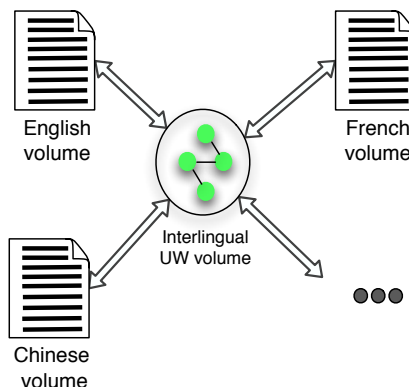 English
volume
French
volume
Interlingual
UW volume
Chinese
volume